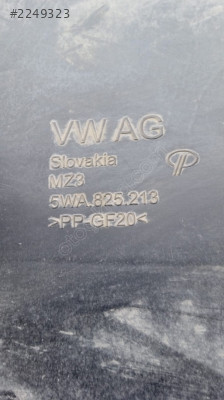 #2249323
VW AG
Slovakia
MZ3
5WA.825.213
>PP-GF20<